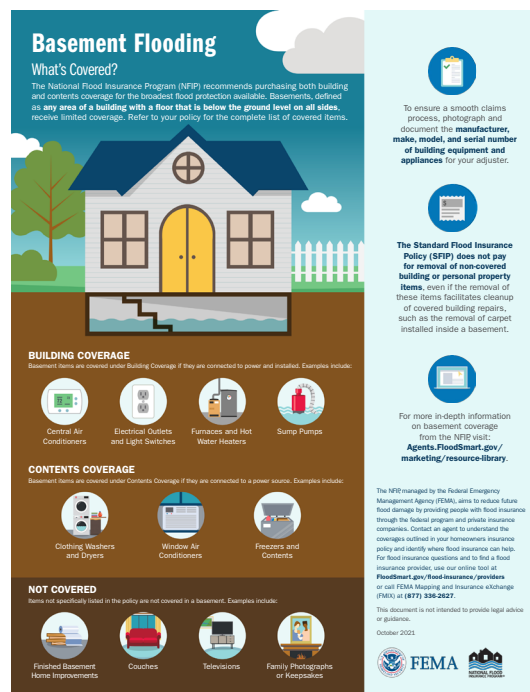 Basement Flooding
What's Covered?
The National Flood Insurance Program (NFIP) recommends purchasing both building
and contents coverage for the broadest flood protection available. Basements, defined
as any area of a building with a floor that is below the ground level on all sides,
receive limited coverage. Refer to your policy for the complete list of covered items.
BUILDING COVERAGE
Basement items are covered under Building Coverage if they are connected to power and installed. Examples include:
Central Air
Conditioners
Electrical Outlets
and Light Switches
Furnaces and Hot
Water Heaters
Sump Pumps
CONTENTS COVERAGE
Basement items are covered under Contents Coverage if they are connected to a power source. Examples include:
Clothing Washers
and Dryers
Window Air
Conditioners
Freezers and
Contents
NOT COVERED
Items not specifically listed in the policy are not covered in a basement. Examples include:
Finished Basement
Home Improvements
Couches
Televisions
Family Photographs
or Keepsakes
To ensure a smooth claims
process, photograph and
document the manufacturer,
make, model, and serial number
of building equipment and
appliances for your adjuster.
The Standard Flood Insurance
Policy (SFIP) does not pay
for removal of non-covered
building or personal property
items, even if the removal of
these items facilitates cleanup
of covered building repairs,
such as the removal of carpet
installed inside a basement.
For more in-depth information
on basement coverage
from the NFIP, visit:
Agents.FloodSmart.gov/
marketing/resource-library.
The NFIP, managed by the Federal Emergency
Management Agency (FEMA), aims to reduce future
flood damage by providing people with flood insurance
through the federal program and private insurance
companies. Contact an agent to understand the
coverages outlined in your homeowners insurance
policy and identify where flood insurance can help.
For flood insurance questions and to find a flood
insurance provider, use our online tool at
FloodSmart.gov/flood-insurance/providers
or call FEMA Mapping and Insurance eXchange
(FMIX) at (877) 336-2627.
This document is not intended to provide legal advice
or guidance.
October 2021
FEMA
NATIONAL FLOOD
INSURANCE PROGRAM